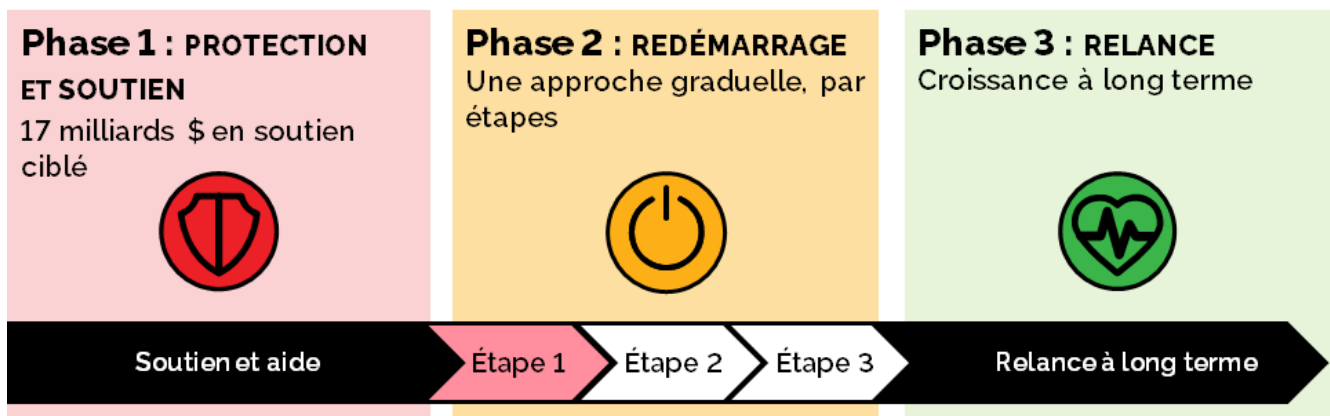 Phase 1 : PROTECTION
ET SOUTIEN
17 milliards $ en soutien
ciblé
Phase 2 : REDÉMARRAGE
Une approche graduelle, par
étapes
Phase 3 : RELANCE
Croissance à long terme
Soutien et aide
Étape 1
Étape 2
Étape 3
Relance à long terme